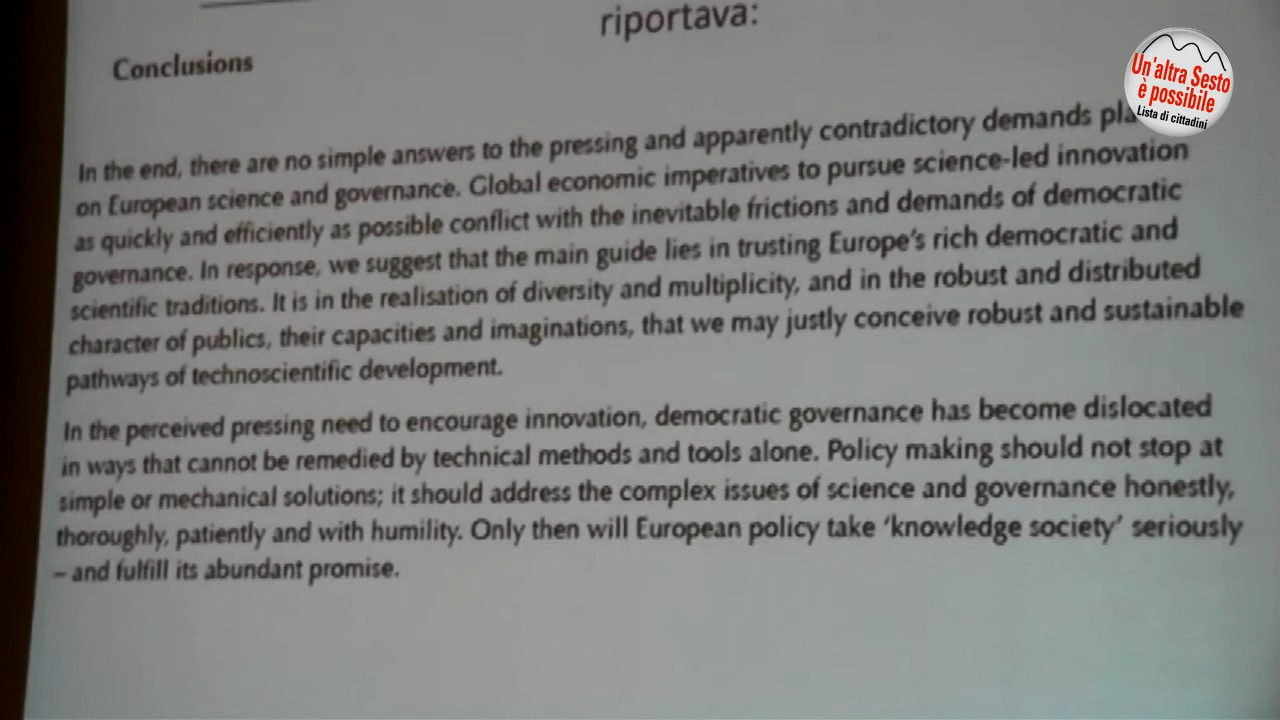 riportava:
Conclusions
In the end, there are no simple answers to the pressing and apparently contradictory demands
on European science and governance. Global economic imperatives to pursue science-led innovation
as quickly and efficiently as possible conflict with the inevitable frictions and demands of democratic
governance. In response, we suggest that the main guide lies in trusting Europe's rich democratic and
scientific traditions. It is in the realisation of diversity and multiplicity, and in the robust and distributed
character of publics, their capacities and imaginations, that we may justly conceive robust and sustainable
pathways of technoscientific development.
In the perceived pressing need to encourage innovation, democratic governance has become dislocated
in ways that cannot be remedied by technical methods and tools alone. Policy making should not stop at
simple or mechanical solutions; it should address the complex issues of science and governance honestly,
thoroughly, patiently and with humility. Only then will European policy take ‘knowledge society’ seriously
– and fulfill its abundant promise.
Un'altra Sesto
è possibile
Lista di cittadini